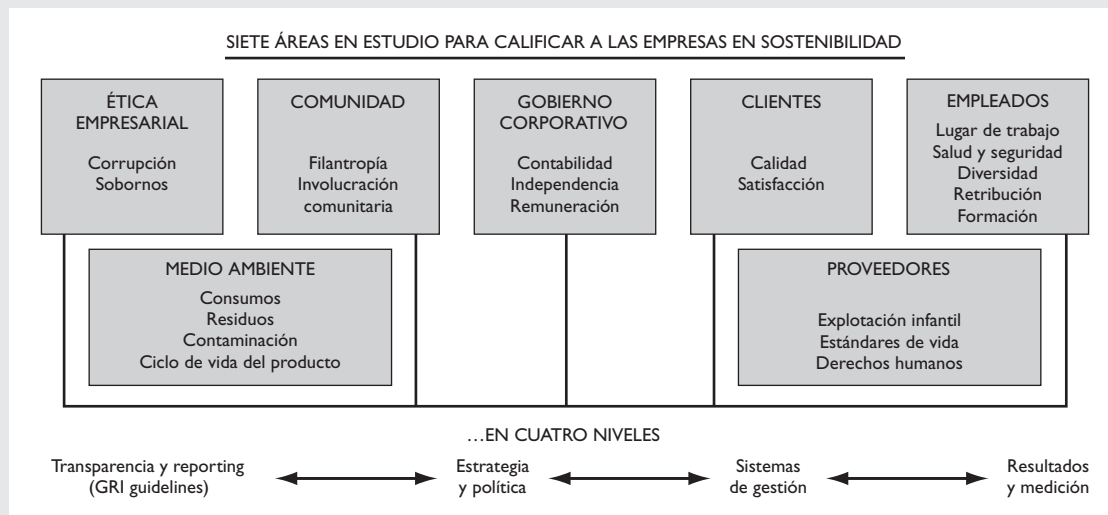 SIETE ÁREAS EN ESTUDIO PARA CALIFICAR A LAS EMPRESAS EN SOSTENIBILIDAD
ÉTICA
EMPRESARIAL
Corrupción
Sobornos
COMUNIDAD
Filantropía
Involucración
comunitaria
GOBIERNO
CORPORATIVO
Contabilidad
Independencia
Remuneración
CLIENTES
Calidad
Satisfacción
EMPLEADOS
Lugar de trabajo
Salud y seguridad
Diversidad
Retribución
Formación
MEDIO AMBIENTE
Consumos
Residuos
Contaminación
Ciclo de vida del producto
PROVEEDORES
Explotación infantil
Estándares de vida
Derechos humanos
...EN CUATRO NIVELES
Transparencia y reporting
(GRI guidelines)
Estrategia
y política
Sistemas
de gestión
Resultados
y medición